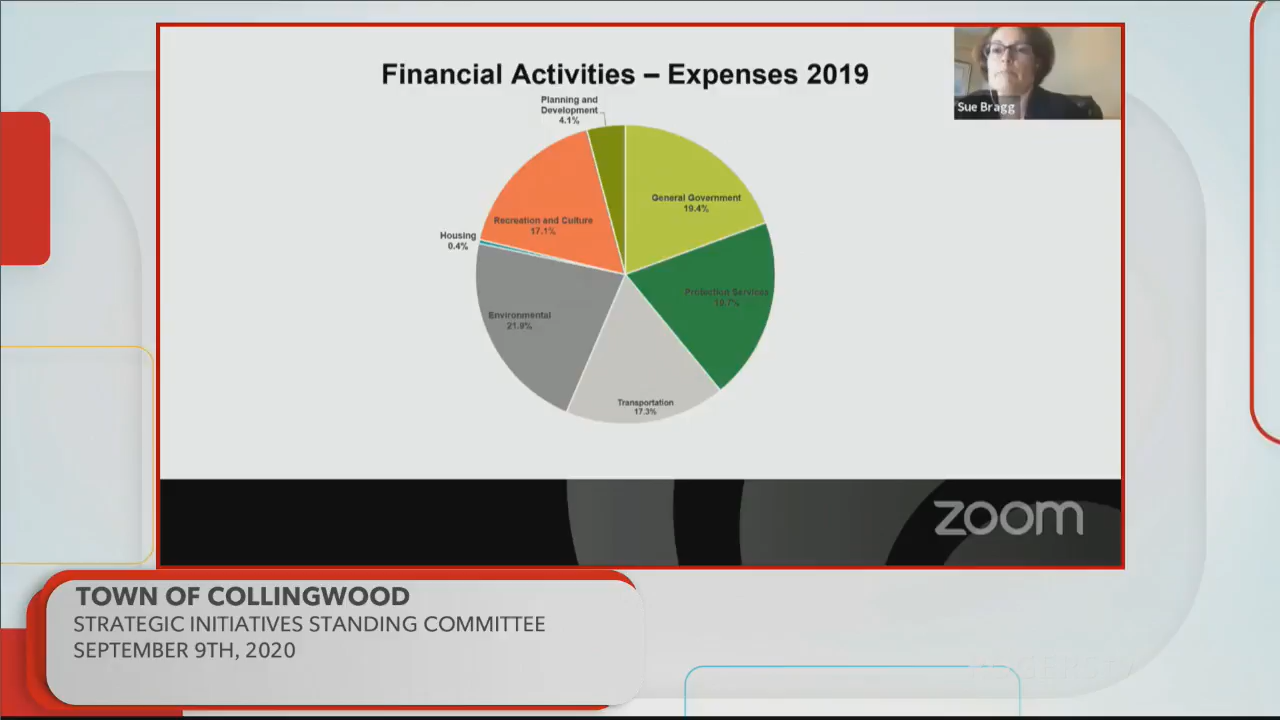 Financial Activities – Expenses 2019
Sue Bragg
Planning and
Development
4.1%
General Government
19.4%
Recreation and Culture
17.1%
Housing
0.4%
Protection Services
19.7%
Environmental
21.9%
Transportation
17.3%
zoom
TOWN OF COLLINGWOOD
STRATEGIC INITIATIVES STANDING COMMITTEE
SEPTEMBER 9TH, 2020